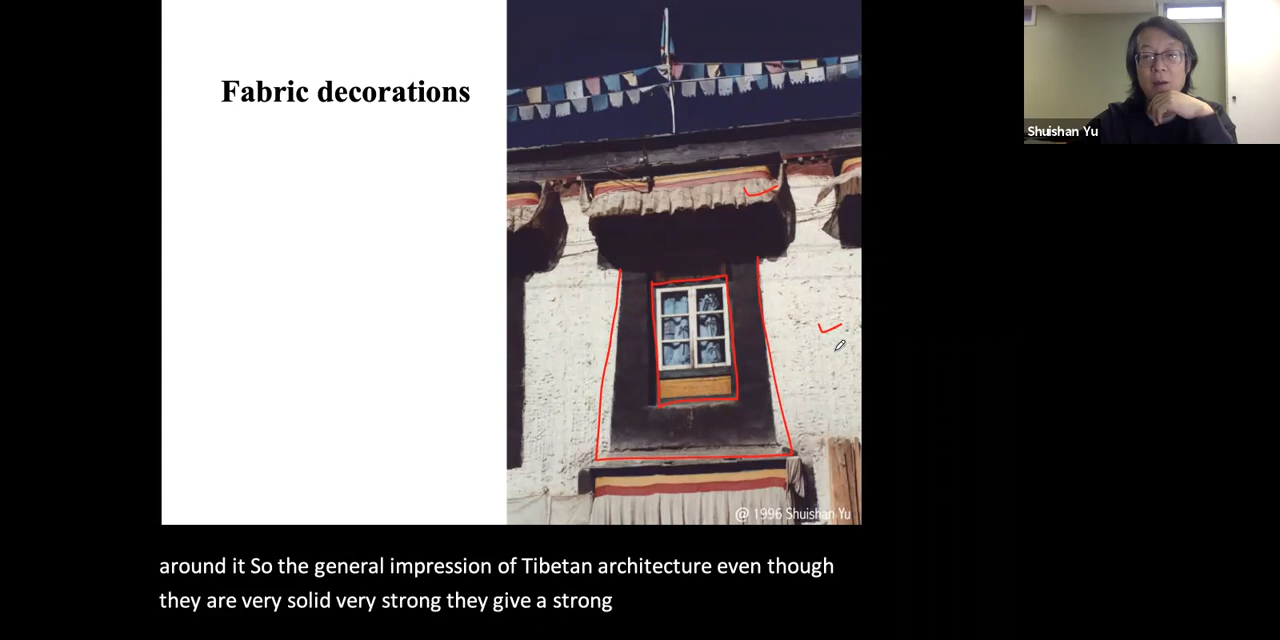 Fabric decorations
Shuishan Yu
@ 1996 Shuishan Yu
around it So the general impression of Tibetan architecture even though
they are very solid very strong they give a strong